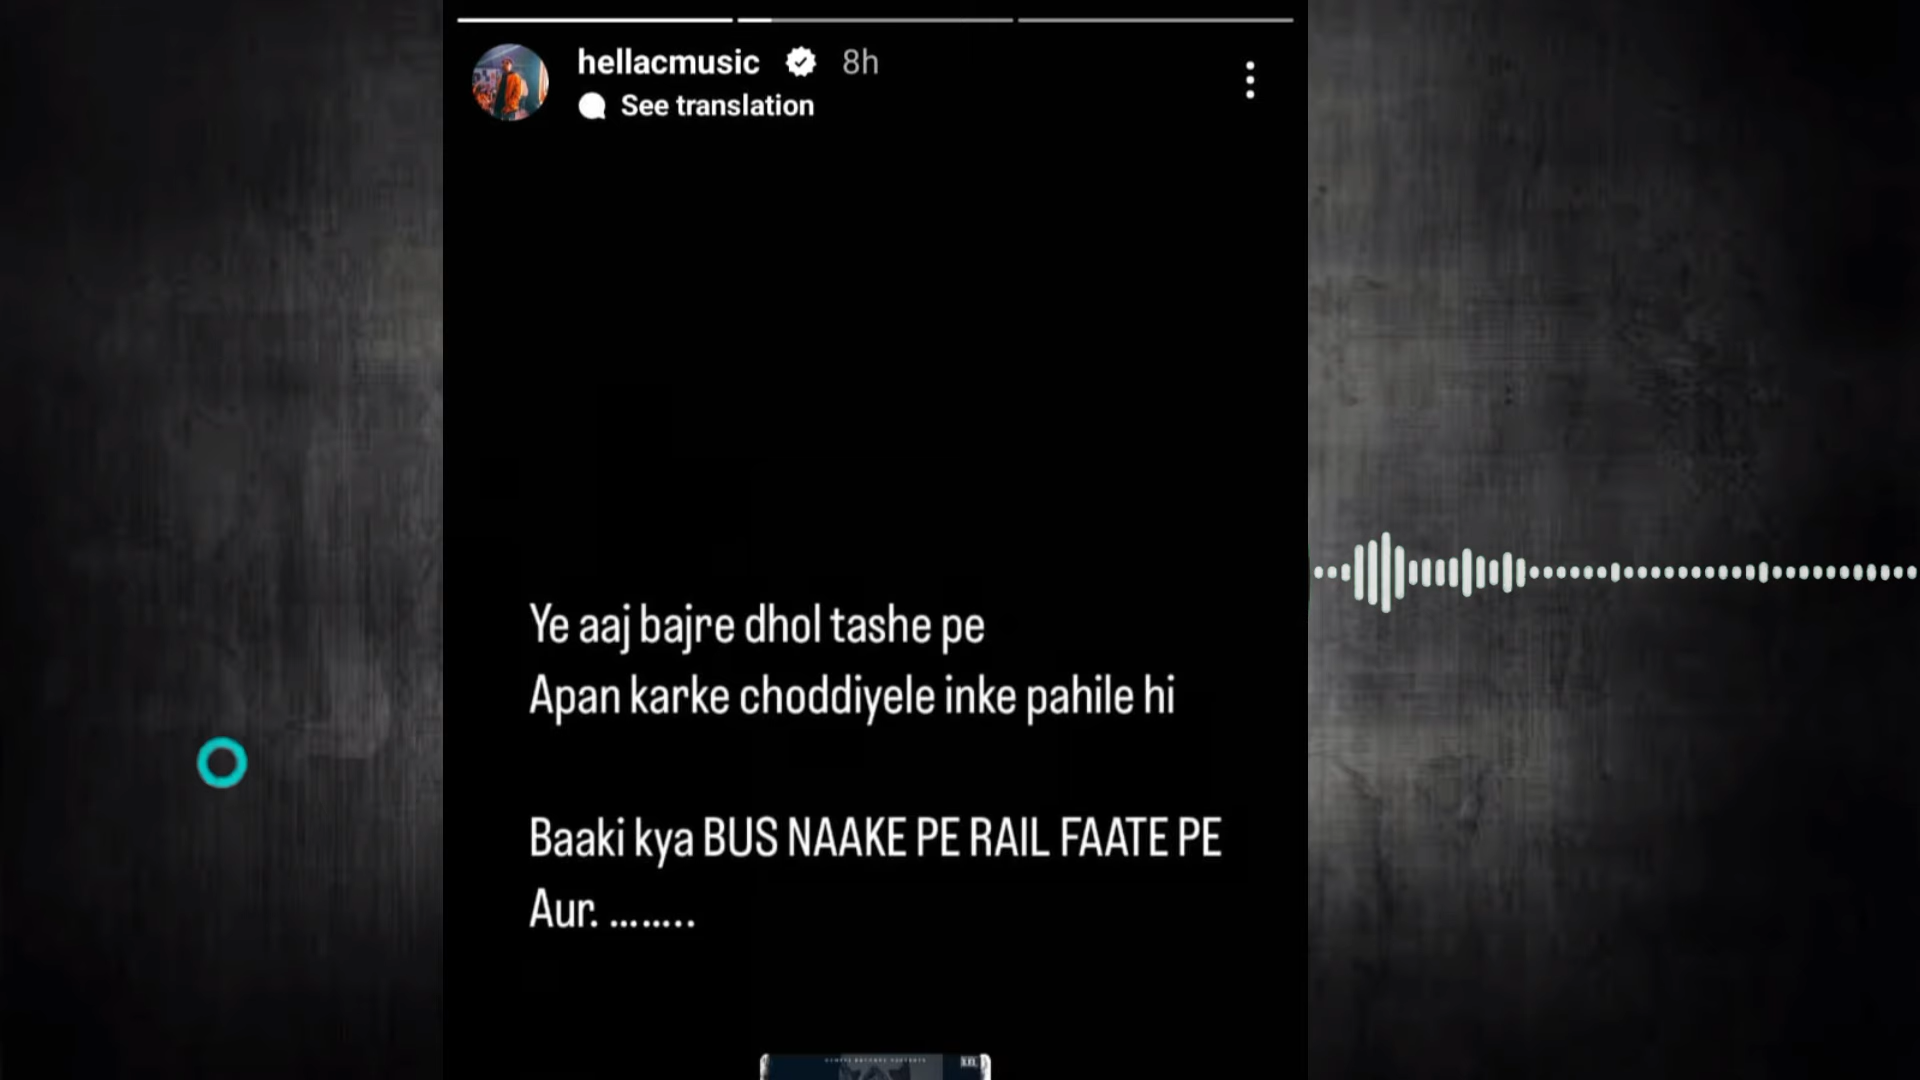 hellacmusic 8h
See translation
Ye aaj bajre dhol tashe pe
Apan karke choddiyele inke pahile hi
Baaki kya BUS NAAKE PE RAIL FAATE PE
Aur. ........